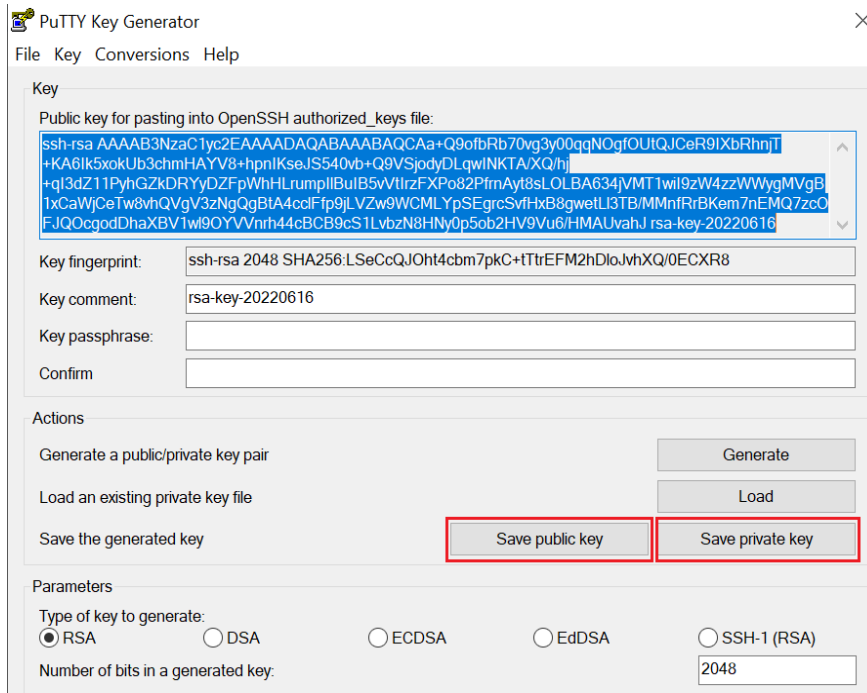 PuTTY Key Generator
File Key Conversions Help
Key
Public key for pasting into OpenSSH authorized_keys file:
ssh-rsa AAAAB3NzaC1yc2EAAAADAQABAAABAQCAa+Q9ofbRb70vg3y00qqNOgfOUtQJCeR9IXbRhnjT
+KA6Ik5xokUb3chmHAYV8+hpnIKseJS540vb+Q9VSjodyDLqwINKTA/XQ/hj
+qI3dZ11PyhGZkDRYyDZFpWhHLrumpIlBuIB5vVtIrzFXPo82PfrnAyt8sLOLBA634jVMT1wiI9zW4zzWWygMVgB
1xCaWjCeTw8vhQVgV3zNgQgBtA4cclFfp9jLVZw9WCMLYpSEgrcSvfHxB8gwetLl3TB/MMnfRrBKem7nEMQ7zcO
FJQOcgodDhaXBV1wl9OYVVnrh44cBCB9cS1LvbzN8HNy0p5ob2HV9Vu6/HMAUvahJ rsa-key-20220616
Key fingerprint: ssh-rsa 2048 SHA256:LSeCcQJOht4cbm7pkC+tTtrEFM2hDloJvhXQ/0ECXR8
Key comment: rsa-key-20220616
Key passphrase:
Confirm
Actions
Generate a public/private key pair Generate
Load an existing private key file Load
Save the generated key Save public key Save private key
Parameters
Type of key to generate:
RSA DSA ECDSA EdDSA SSH-1 (RSA)
Number of bits in a generated key: 2048